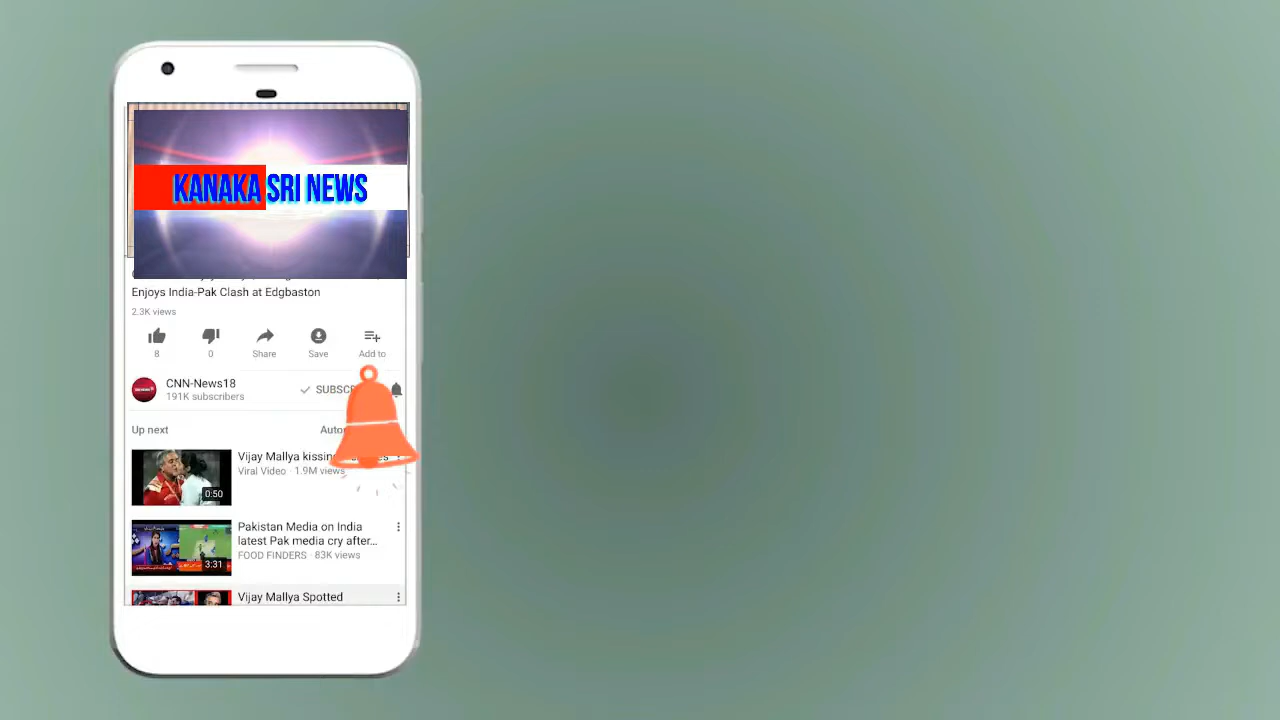 KANAKA SRI NEWS
Enjoys India-Pak Clash at Edgbaston
2.3K views
8
0
Share
Save
Add to
CNN-News18
191K subscribers
Up next
Vijay Mallya
Viral Video · 1.9M views
0:50
Pakistan Media on India
latest Pak media cry after...
FOOD FINDERS · 83K views
3:31
Vijay Mallya Spotted